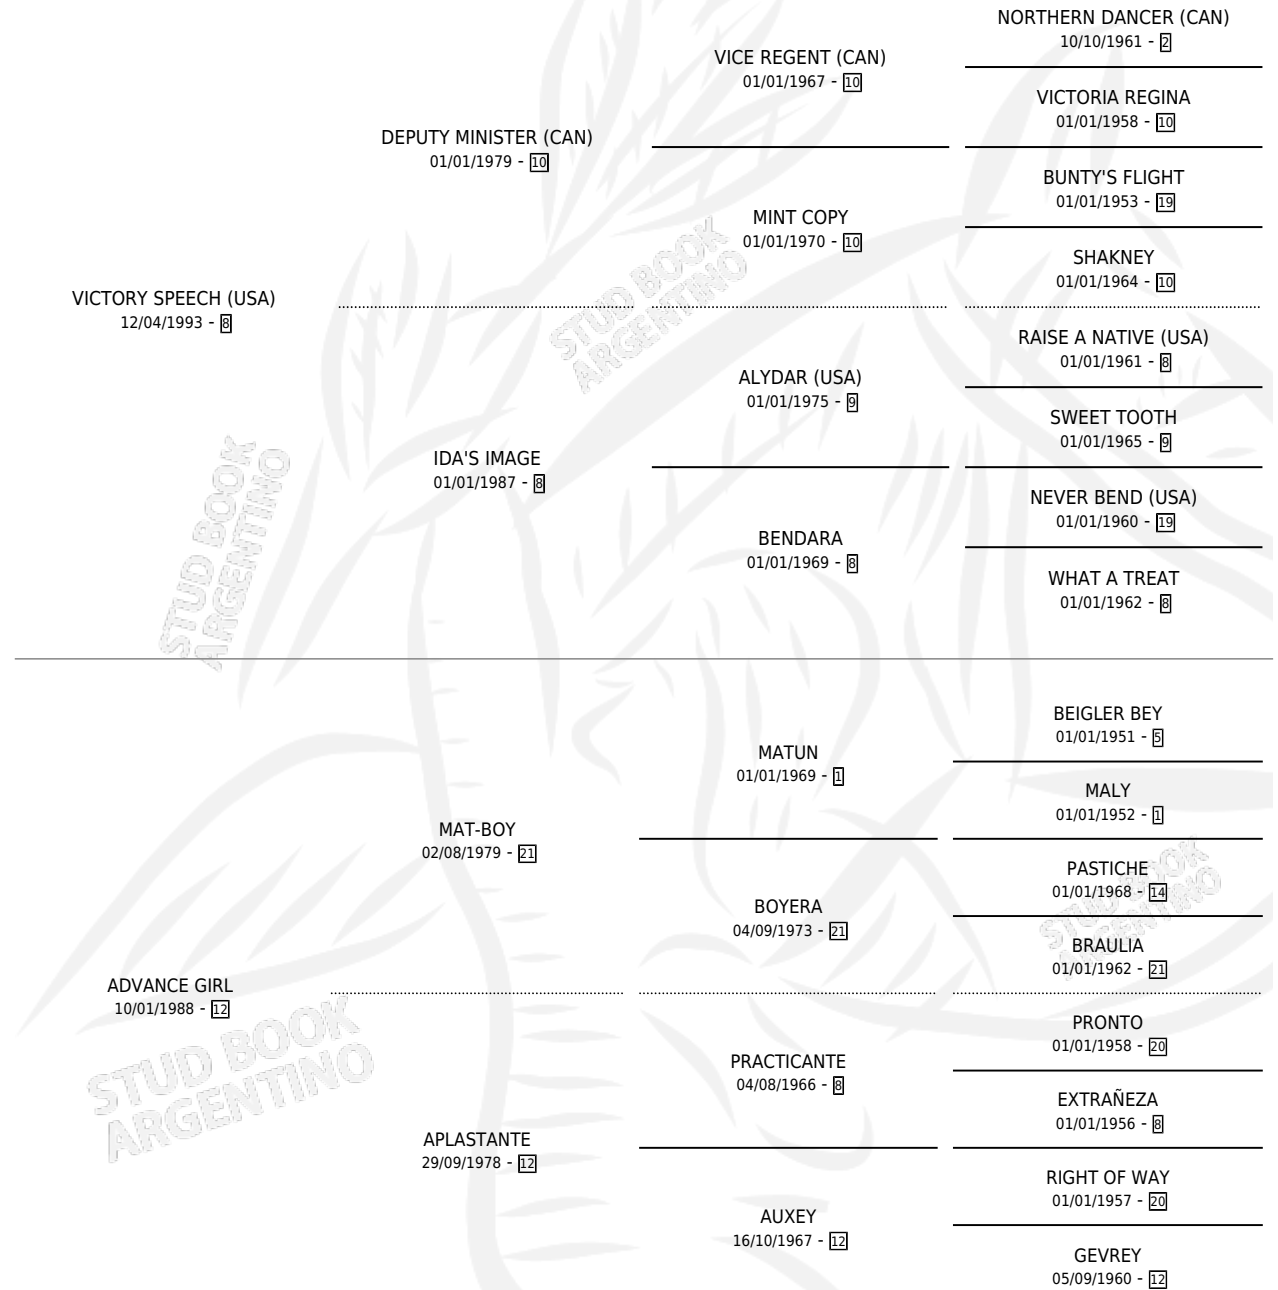 NORTHERN DANCER (CAN)
10/10/1961 - 2
VICE REGENT (CAN)
01/01/1967 - 10
VICTORIA REGINA
01/01/1958 - 10
DEPUTY MINISTER (CAN)
01/01/1979 - 10
BUNTY'S FLIGHT
01/01/1953 - 19
MINT COPY
01/01/1970 - 10
SHAKNEY
01/01/1964 - 10
VICTORY SPEECH (USA)
12/04/1993 - 8
RAISE A NATIVE (USA)
01/01/1961 - 8
ALYDAR (USA)
01/01/1975 - 9
SWEET TOOTH
01/01/1965 - 9
IDA'S IMAGE
01/01/1987 - 8
NEVER BEND (USA)
01/01/1960 - 19
BENDARA
01/01/1969 - 8
WHAT A TREAT
01/01/1962 - 8
BEIGLER BEY
01/01/1951 - 5
MATUN
01/01/1969 - 1
MALY
01/01/1952 - 1
MAT-BOY
02/08/1979 - 21
PASTICHE
01/01/1968 - 14
BOYERA
04/09/1973 - 21
BRAULIA
01/01/1962 - 21
ADVANCE GIRL
10/01/1988 - 12
PRONTO
01/01/1958 - 20
PRACTICANTE
04/08/1966 - 8
EXTRAÑEZA
01/01/1956 - 8
APLASTANTE
29/09/1978 - 12
RIGHT OF WAY
01/01/1957 - 20
AUXEY
16/10/1967 - 12
GEVREY
05/09/1960 - 12
STUD BOOK
ARGENTINO
STUD BOOK
ARGENTINO
STUD BOOK
ARGENTINO
STUD BOOK
ARGENTINO